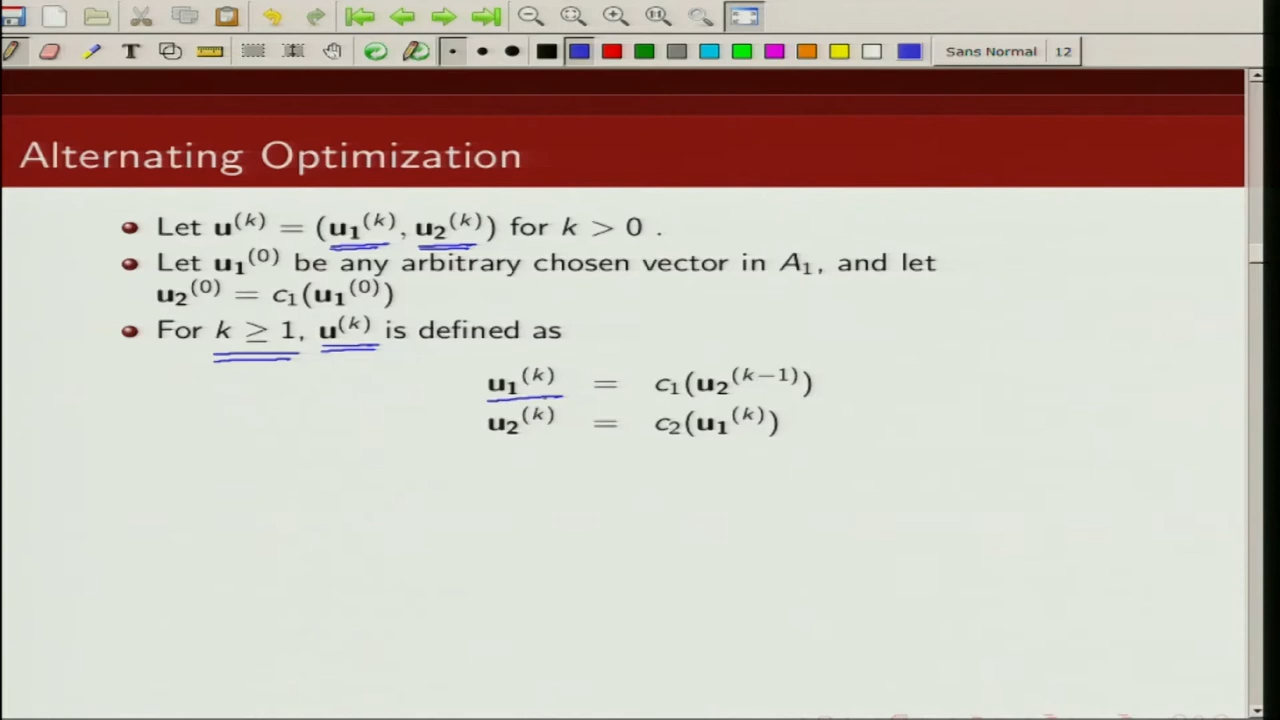 Sans Normal 12
Alternating Optimization
Let u^(k) = (u₁^(k), u₂^(k)) for k > 0 .
Let u₁^(0) be any arbitrary chosen vector in A₁, and let
u₂^(0) = c₁(u₁^(0))
For k ≥ 1, u^(k) is defined as
u₁^(k) = c₁(u₂^(k−1))
u₂^(k) = c₂(u₁^(k))